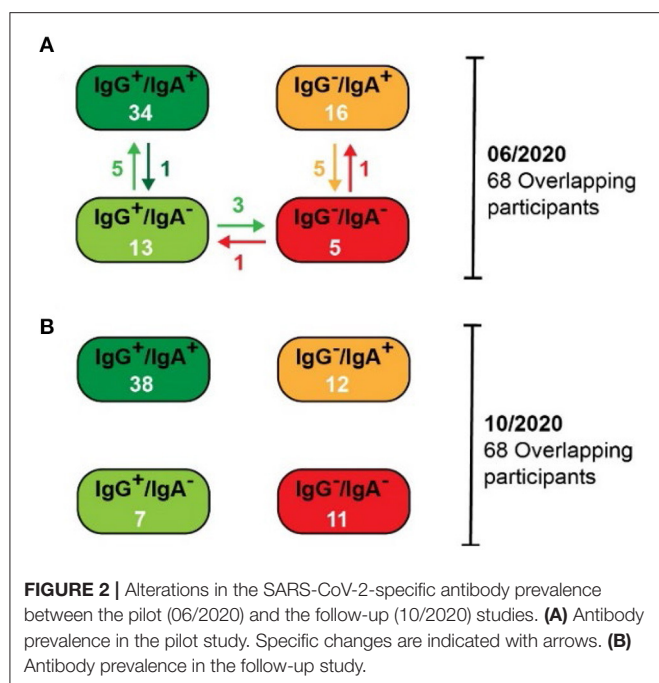 A
IgG+/IgA+ IgG-/IgA+
34 16
5 1 5 1
IgG+/IgA- 3 IgG-/IgA-
13 1 5
06/2020
68 Overlapping
participants
B
IgG+/IgA+ IgG-/IgA+
38 12
IgG+/IgA- IgG-/IgA-
7 11
10/2020
68 Overlapping
participants
FIGURE 2 | Alterations in the SARS-CoV-2-specific antibody prevalence
between the pilot (06/2020) and the follow-up (10/2020) studies. (A) Antibody
prevalence in the pilot study. Specific changes are indicated with arrows. (B)
Antibody prevalence in the follow-up study.